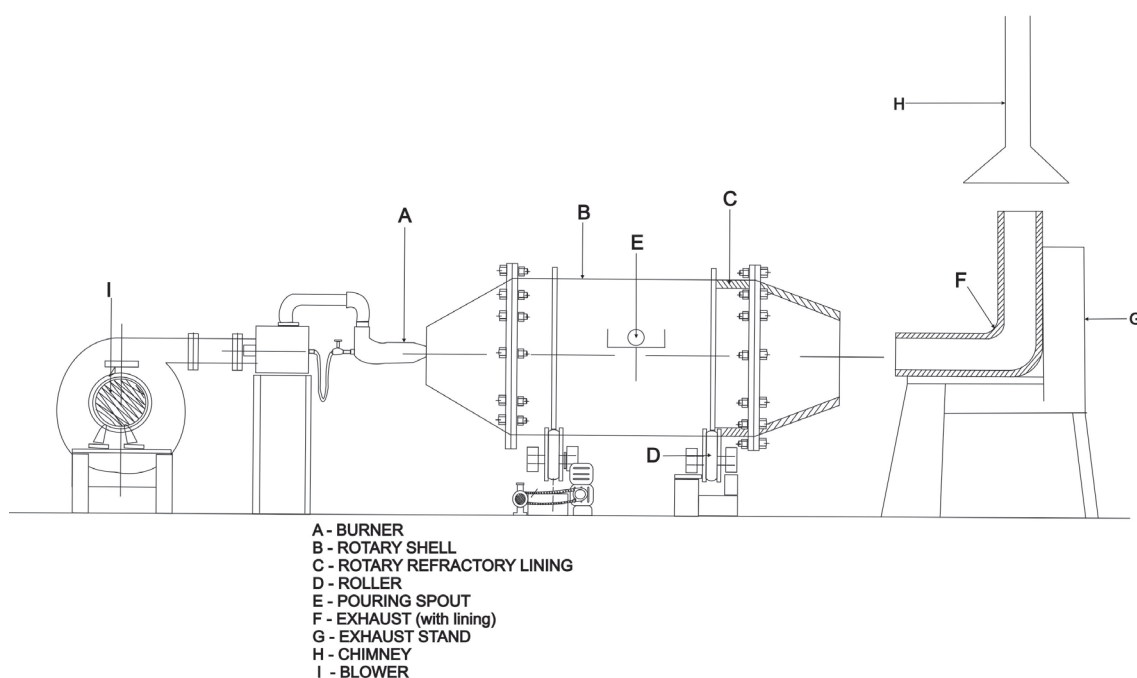 H
C
B
A
E
I
F
G
D
A - BURNER
B - ROTARY SHELL
C - ROTARY REFRACTORY LINING
D - ROLLER
E - POURING SPOUT
F - EXHAUST (with lining)
G - EXHAUST STAND
H - CHIMNEY
I - BLOWER